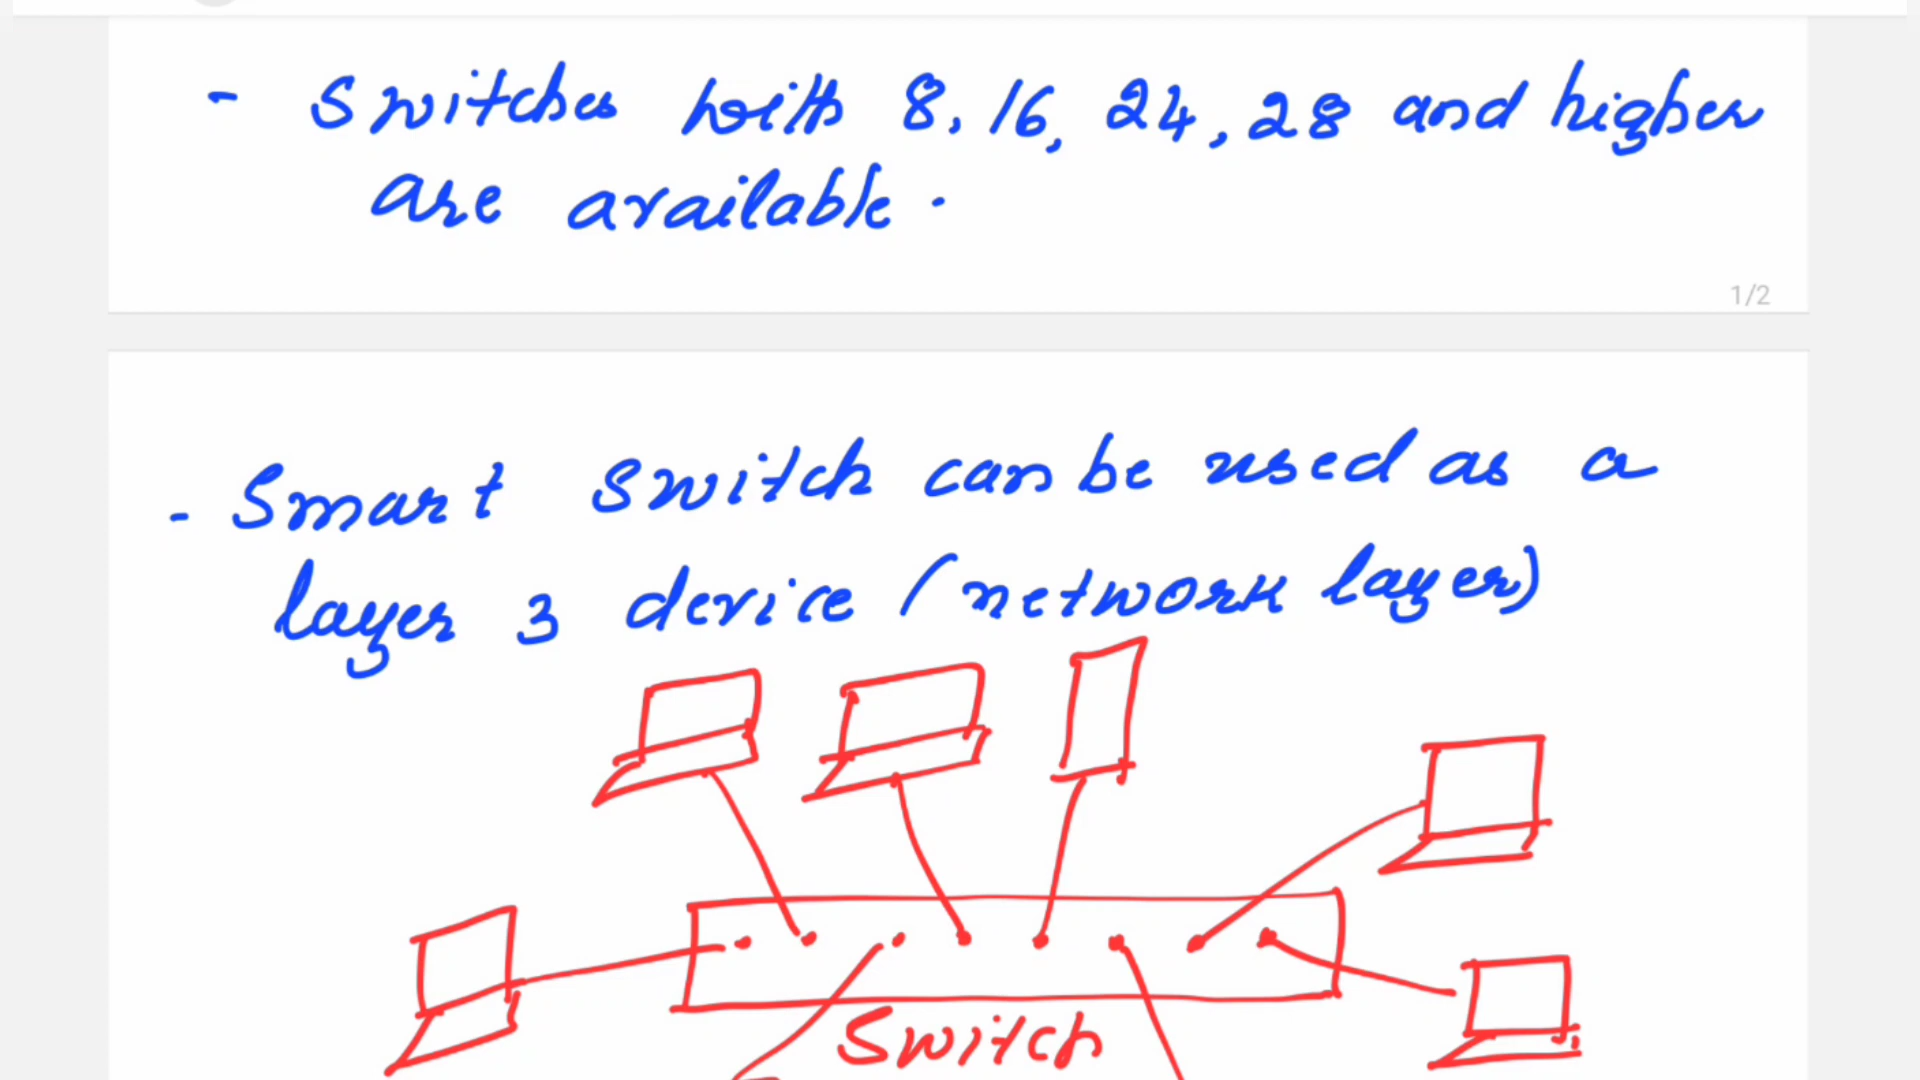 - Switches with 8, 16, 24, 28 and higher
are available.
1/2
- Smart Switch can be used as a
layer 3 device (network layer)
Switch